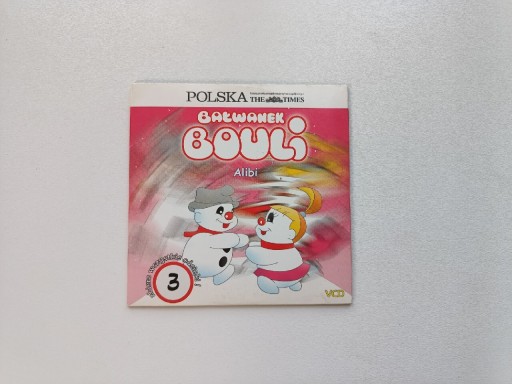 POLSKA THE TIMES
BAŁWANEK
BOULI
Alibi
3
VCD